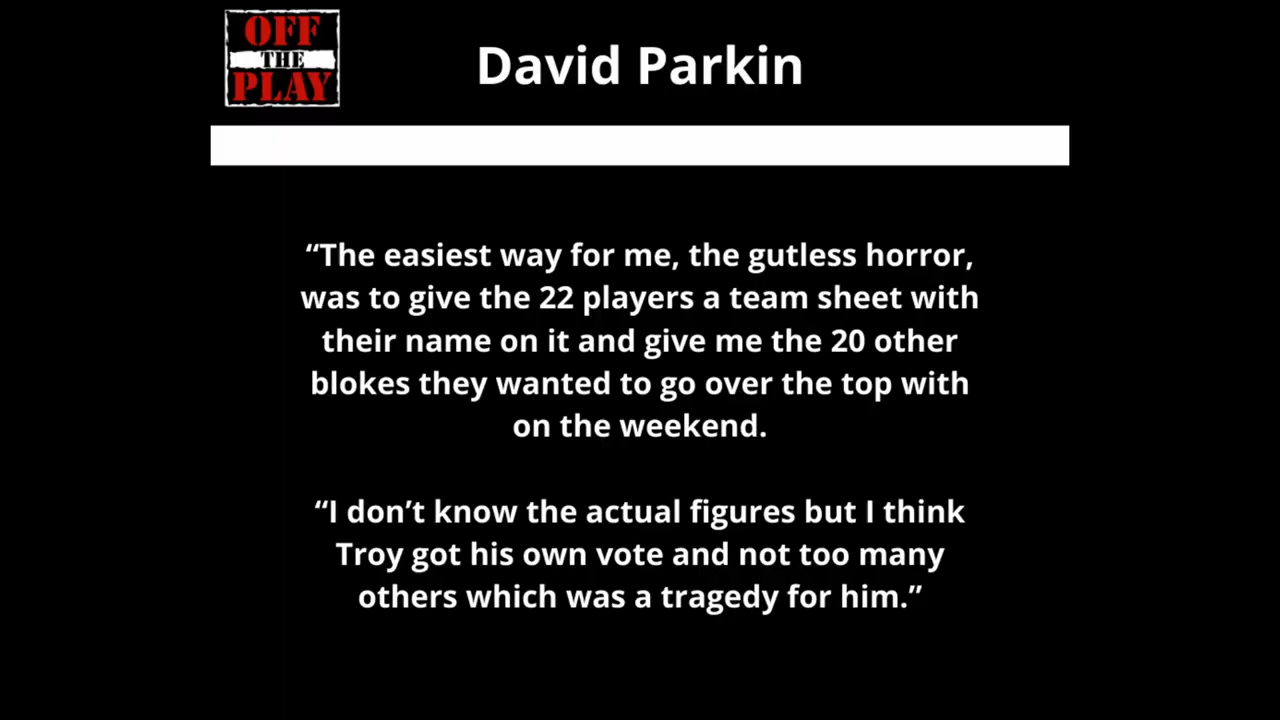 OFF
THE
PLAY
David Parkin
“The easiest way for me, the gutless horror,
was to give the 22 players a team sheet with
their name on it and give me the 20 other
blokes they wanted to go over the top with
on the weekend.
“I don’t know the actual figures but I think
Troy got his own vote and not too many
others which was a tragedy for him.”